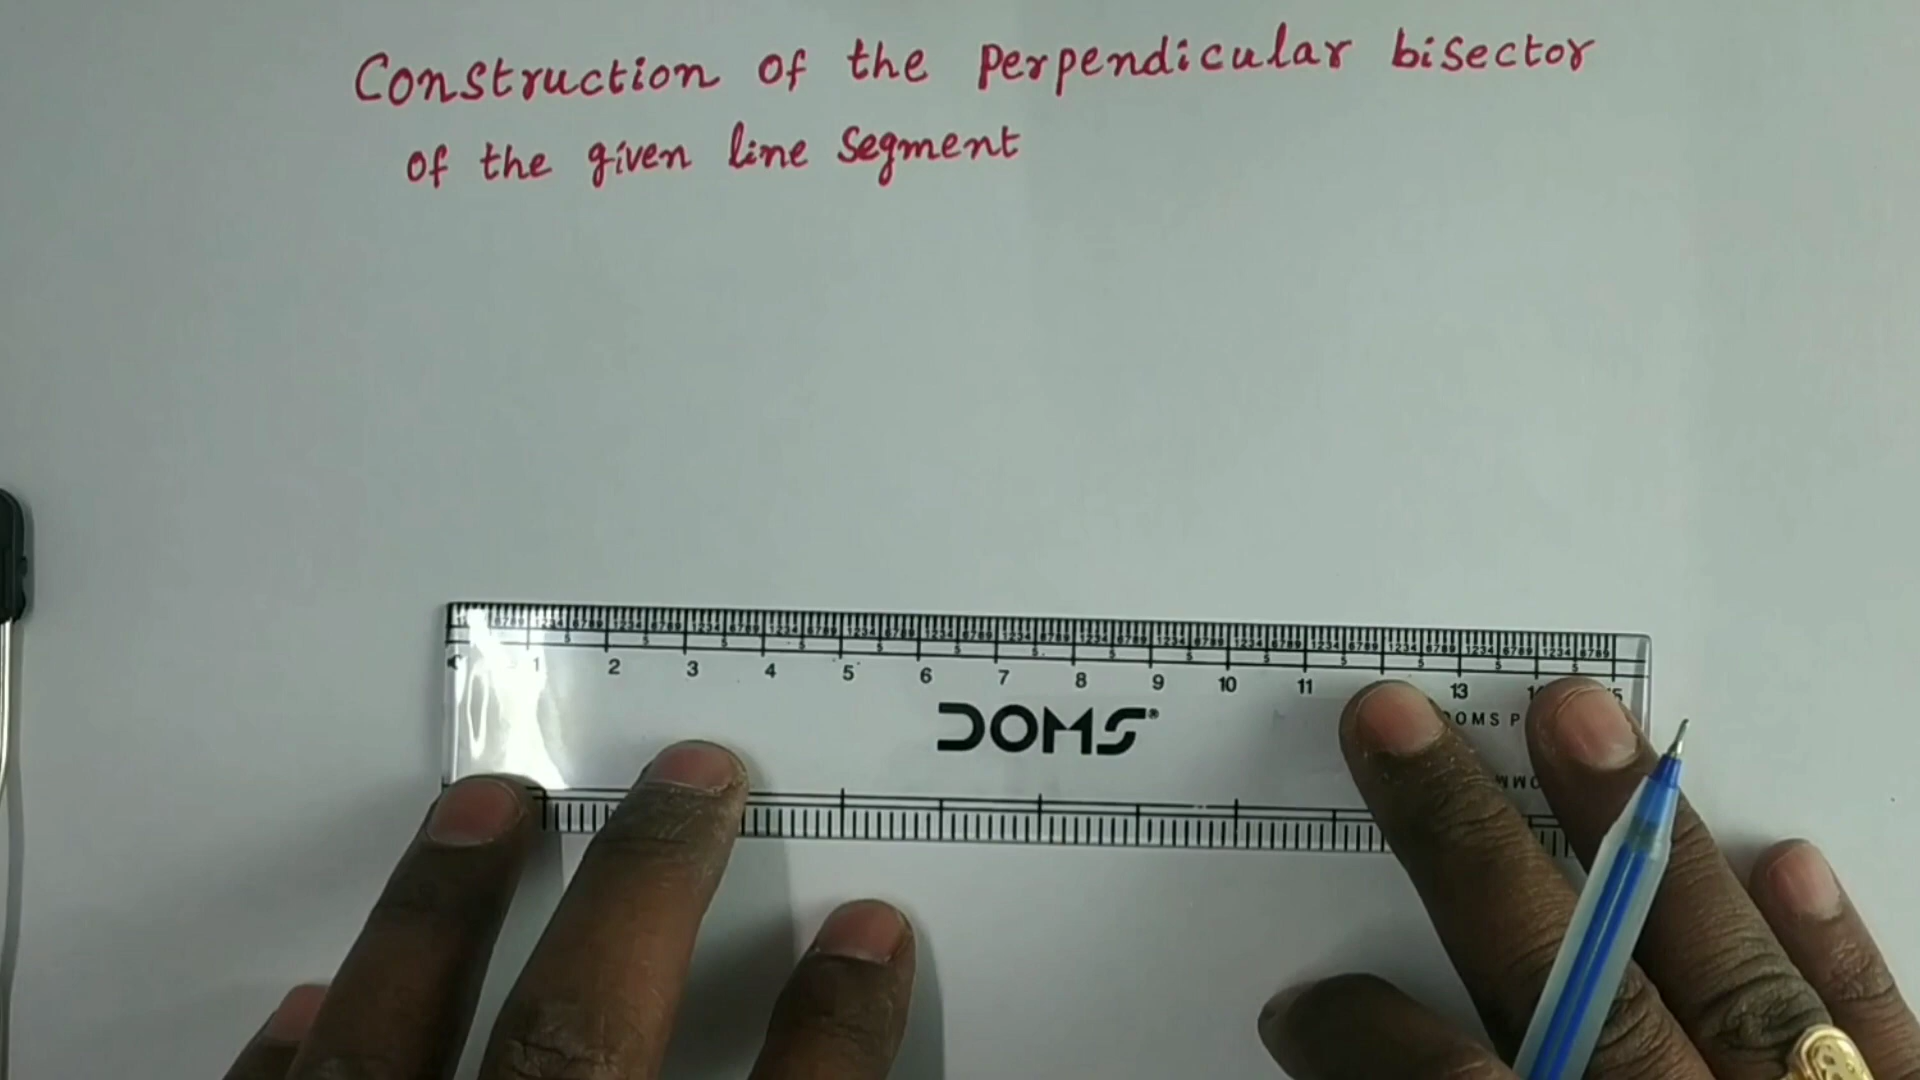 Construction of the perpendicular bisector
of the given line segment
1 2 3 4 5 6 7 8 9 10 11 13
DOMS®
OMS P